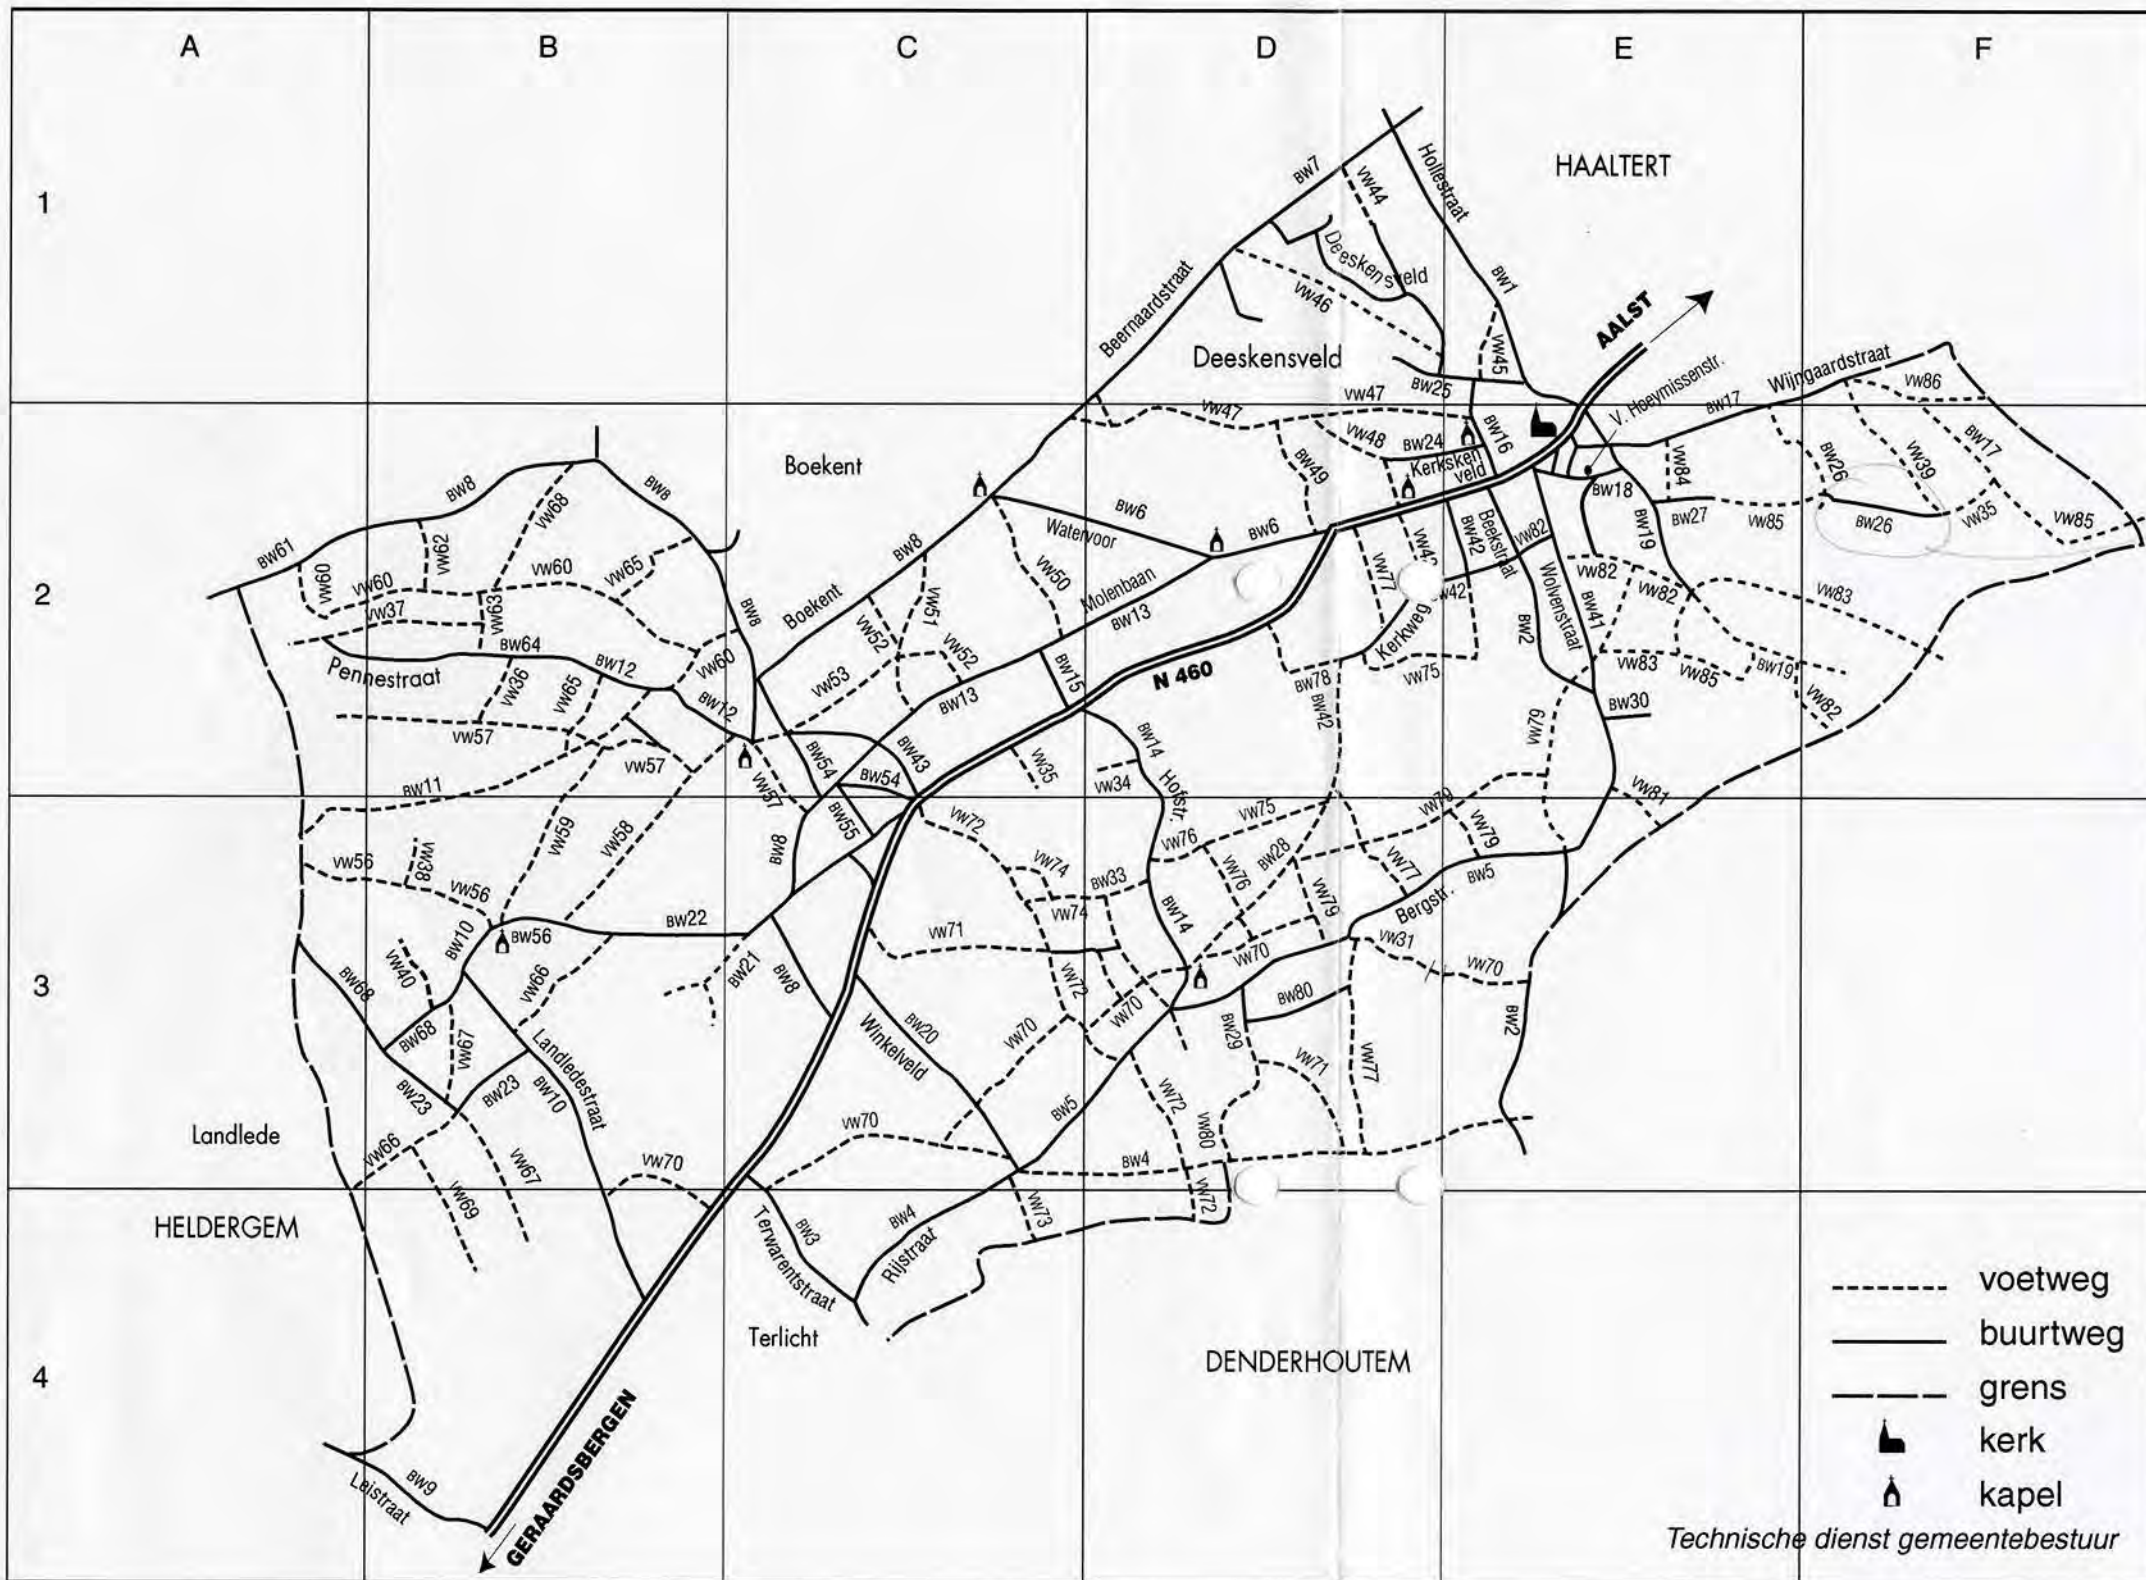 A B C D E F
1
HAALTERT
BW7
VW44
Hollestraat
Deeskensveld
BW1
VW46
Beernaardstraat
AALST
Deeskensveld
VW45
V. Hoeymissenstr.
Wijngaardstraat
VW86
BW25
VW47
VW47
BW17
2
Boekent
VW48
BW24
BW16
Kerksken
veld
BW49
VW84
BW26
VW39
BW17
BW8
BW8
VW68
BW18
BW27
VW85
BW26
VW35
VW85
BW6
BW6
Watervoor
BW42
Beekstraat
VW82
BW19
BW61
VW62
BW8
VW60
VW60
VW60
VW65
VW50
VW77
VW82
VW82
VW83
VW37
VW63
BW8
Boekent
VW51
VW52
Molenbaan
BW13
Kerkweg
BW2
Wolvenstraat
BW41
BW64
BW12
VW60
VW52
VW53
BW15
N 460
BW78
VW75
VW83
VW85
BW19
VW82
Pennestraat
VW36
VW65
BW12
BW13
BW42
VW79
BW30
VW57
VW57
BW11
VW57
BW54
BW43
BW54
VW35
BW14
VW34
Hofstr.
VW81
3
VW38
VW59
VW58
BW8
BW55
VW72
VW75
VW79
VW79
VW56
VW56
VW74
VW76
VW76
BW28
VW77
BW33
VW74
VW79
BW5
Bergstr.
BW10
BW56
BW22
VW71
BW14
VW31
VW70
VW70
BW68
VW40
VW66
BW21
BW8
VW72
VW70
BW80
BW2
BW68
VW67
Landledestraat
BW20
Winkelveld
VW70
BW29
VW71
VW77
BW23
BW23
BW10
BW5
VW72
VW80
Landlede
VW66
VW67
VW70
VW70
BW4
VW69
VW72
4
HELDERGEM
Terwarentstraat
BW3
BW4
Rijstraat
VW73
Terlicht
DENDERHOUTEM
GERAARDSBERGEN
BW9
Leistraat
voetweg
buurtweg
grens
kerk
kapel
Technische dienst gemeentebestuur